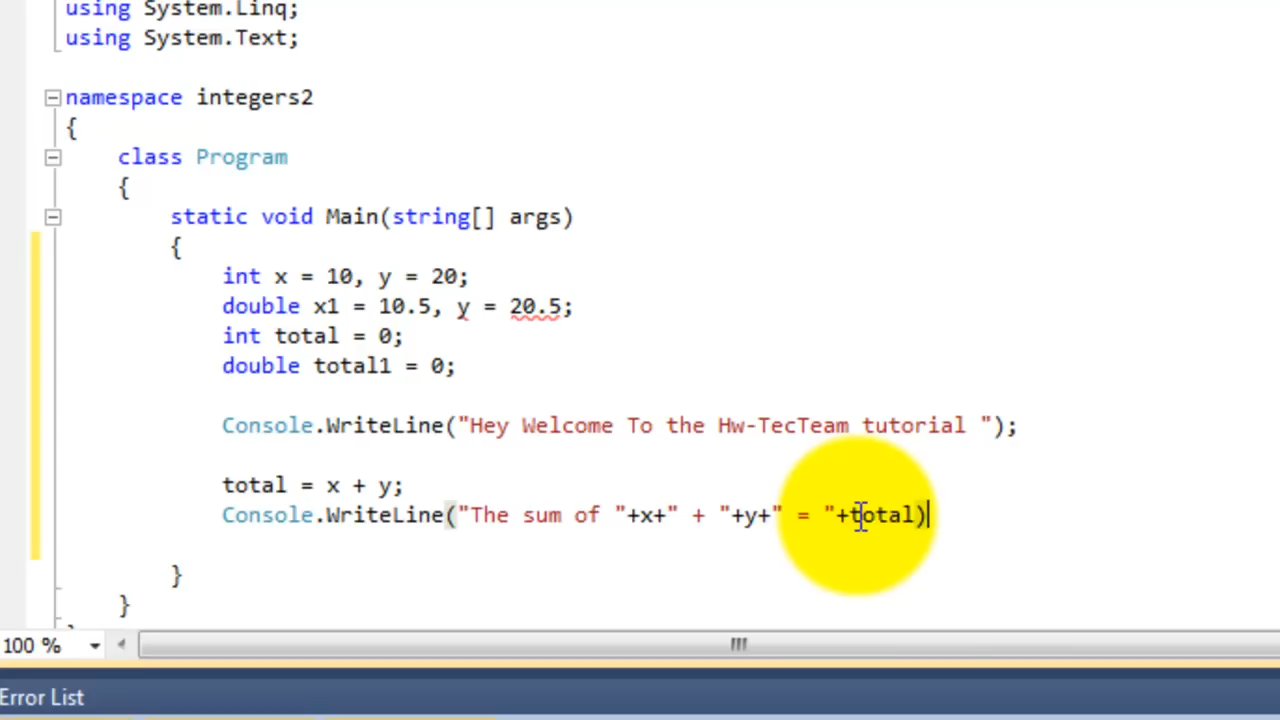 using System.Linq;
using System.Text;
namespace integers2
{
class Program
{
static void Main(string[] args)
{
int x = 10, y = 20;
double x1 = 10.5, y = 20.5;
int total = 0;
double total1 = 0;
Console.WriteLine("Hey Welcome To the Hw-TecTeam tutorial ");
total = x + y;
Console.WriteLine("The sum of "+x+" + "+y+" = "+total)
}
}
100 %
Error List